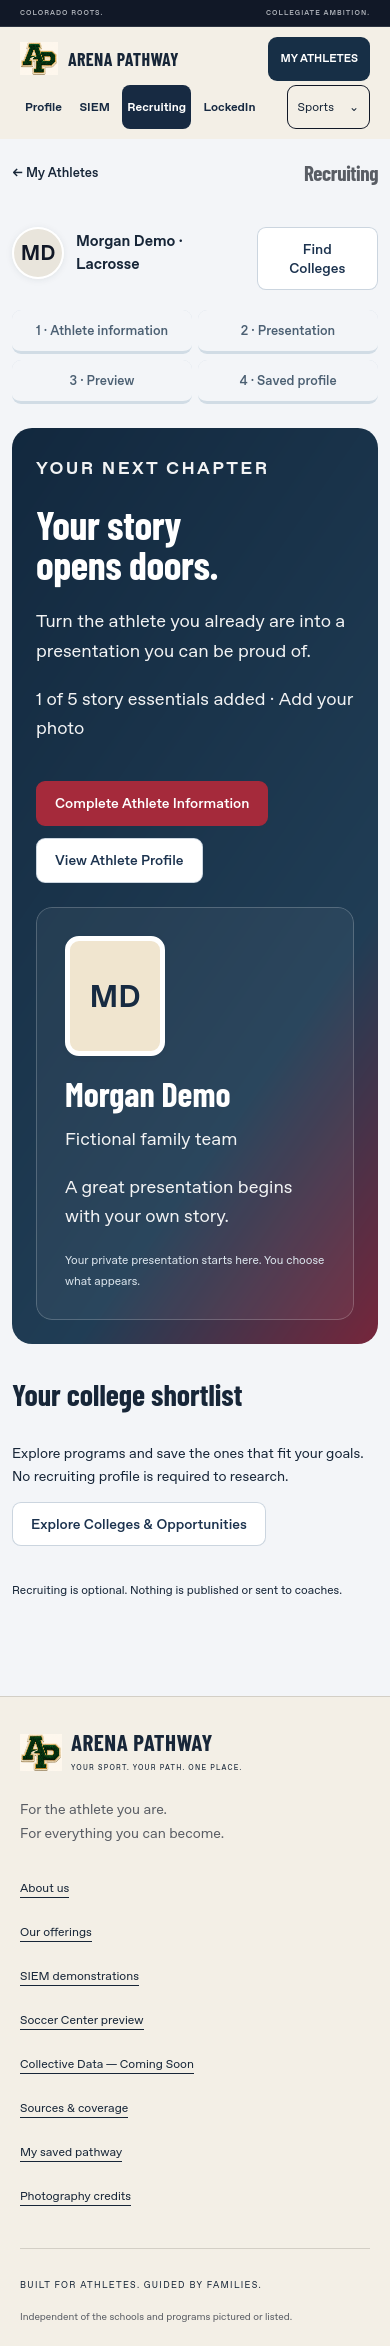 COLORADO ROOTS.
COLLEGIATE AMBITION.
AP ARENA PATHWAY
MY ATHLETES
Profile SIEM Recruiting LockedIn Sports
← My Athletes
Recruiting
MD
Morgan Demo ·
Lacrosse
Find
Colleges
1 · Athlete information
2 · Presentation
3 · Preview
4 · Saved profile
YOUR NEXT CHAPTER
Your story
opens doors.
Turn the athlete you already are into a
presentation you can be proud of.
1 of 5 story essentials added · Add your
photo
Complete Athlete Information
View Athlete Profile
MD
Morgan Demo
Fictional family team
A great presentation begins
with your own story.
Your private presentation starts here. You choose
what appears.
Your college shortlist
Explore programs and save the ones that fit your goals.
No recruiting profile is required to research.
Explore Colleges & Opportunities
Recruiting is optional. Nothing is published or sent to coaches.
AP ARENA PATHWAY
YOUR SPORT. YOUR PATH. ONE PLACE.
For the athlete you are.
For everything you can become.
About us
Our offerings
SIEM demonstrations
Soccer Center preview
Collective Data — Coming Soon
Sources & coverage
My saved pathway
Photography credits
BUILT FOR ATHLETES. GUIDED BY FAMILIES.
Independent of the schools and programs pictured or listed.